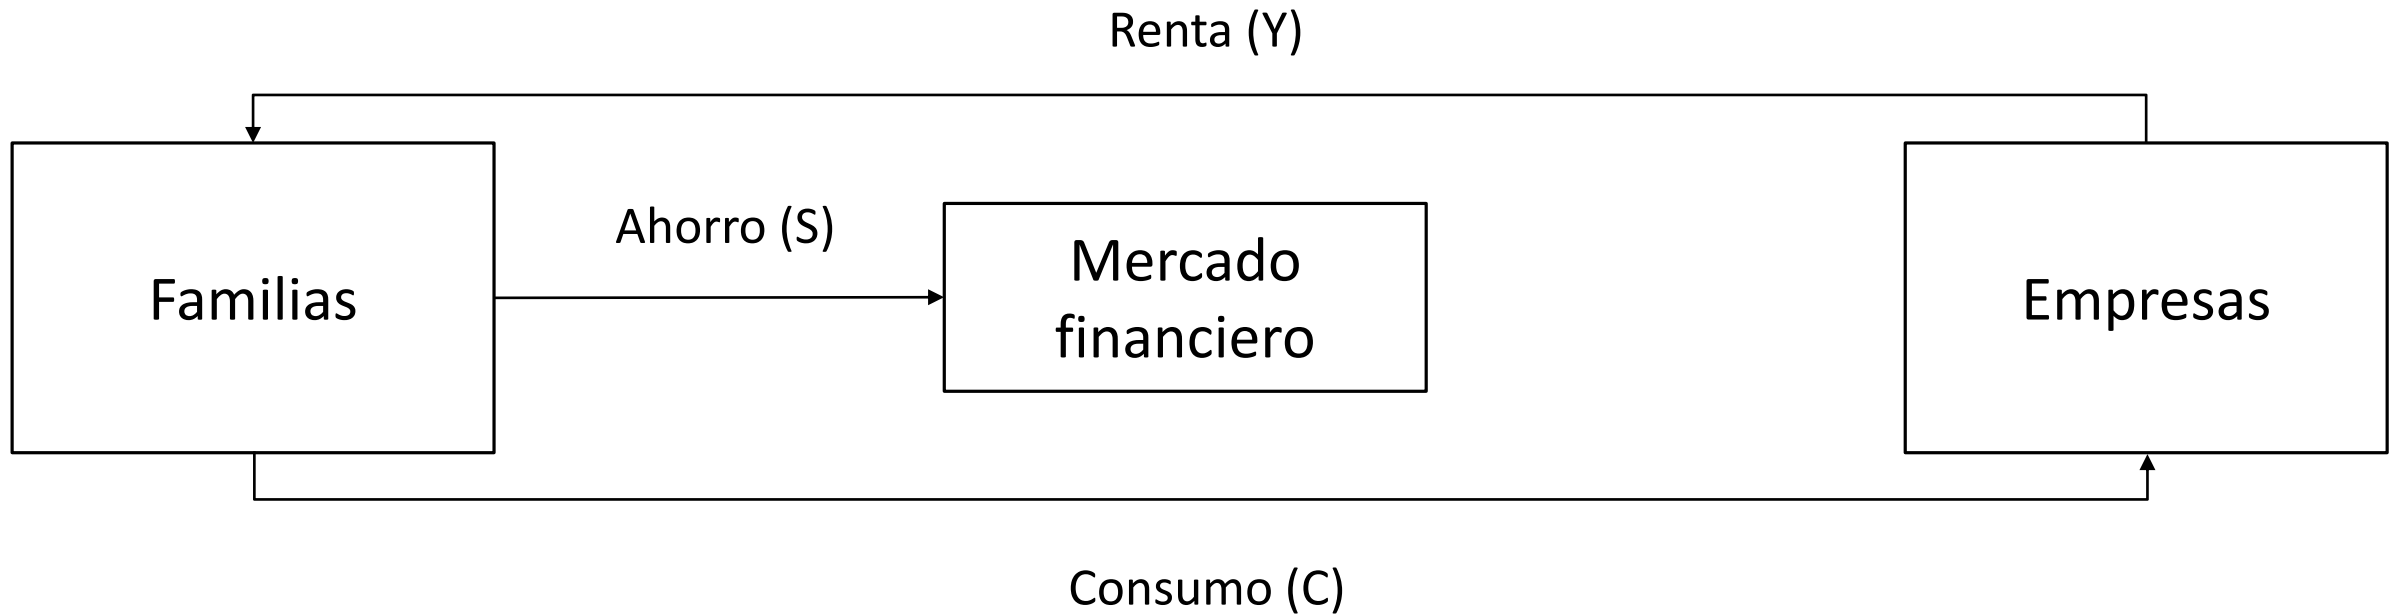 Renta (Y)
Ahorro (S)
Familias
Mercado
financiero
Empresas
Consumo (C)